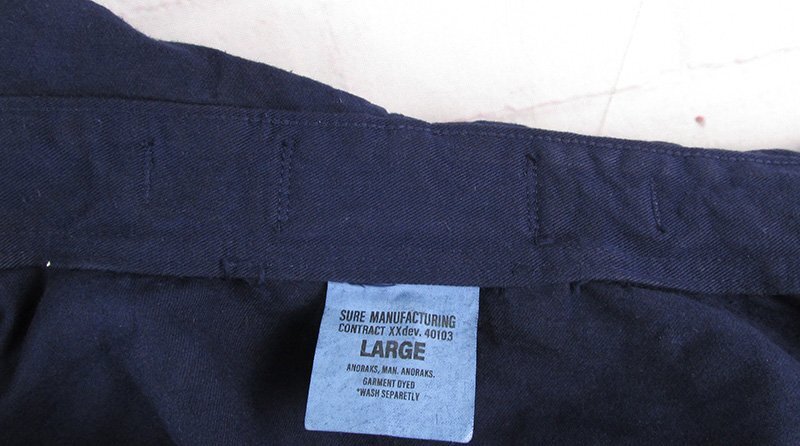 SURE MANUFACTURING
CONTRACT XXdev. 40103
LARGE
ANORAKS, MAN. ANORAKS.
GARMENT DYED
*WASH SEPARETLY